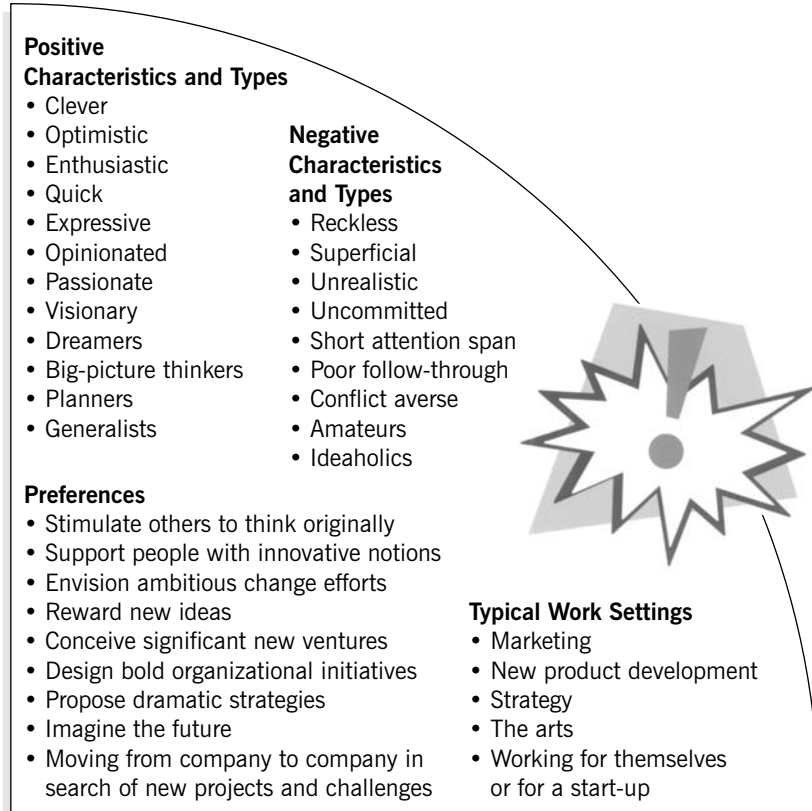 Positive
Characteristics and Types
• Clever
• Optimistic
• Enthusiastic
• Quick
• Expressive
• Opinionated
• Passionate
• Visionary
• Dreamers
• Big-picture thinkers
• Planners
• Generalists
Negative
Characteristics
and Types
• Reckless
• Superficial
• Unrealistic
• Uncommitted
• Short attention span
• Poor follow-through
• Conflict averse
• Amateurs
• Ideaholics
Preferences
• Stimulate others to think originally
• Support people with innovative notions
• Envision ambitious change efforts
• Reward new ideas
• Conceive significant new ventures
• Design bold organizational initiatives
• Propose dramatic strategies
• Imagine the future
• Moving from company to company in
search of new projects and challenges
Typical Work Settings
• Marketing
• New product development
• Strategy
• The arts
• Working for themselves
or for a start-up
!